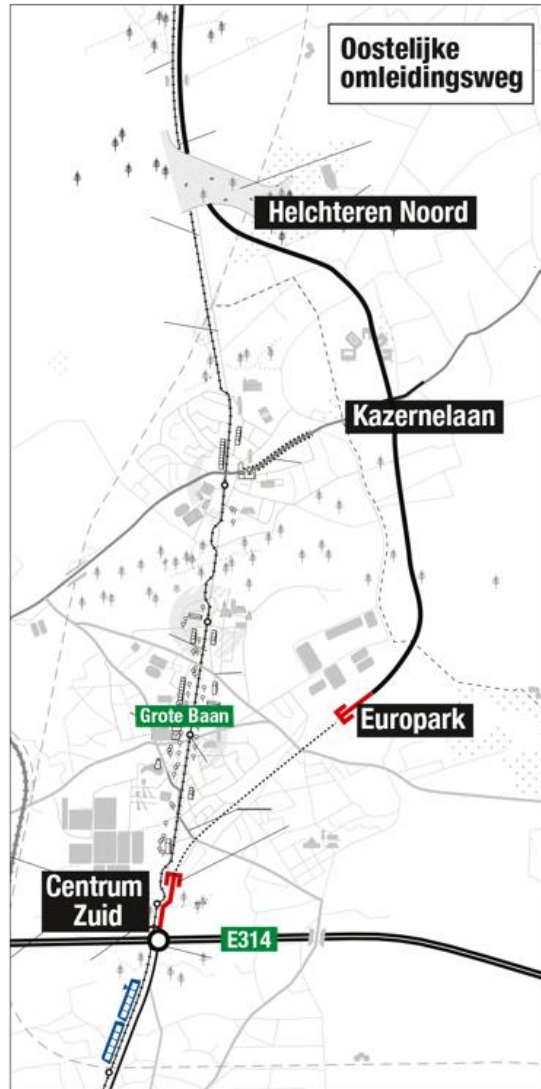 Oostelijke
omleidingsweg
Helchteren Noord
Kazernelaan
Grote Baan
Europark
Centrum
Zuid
E314